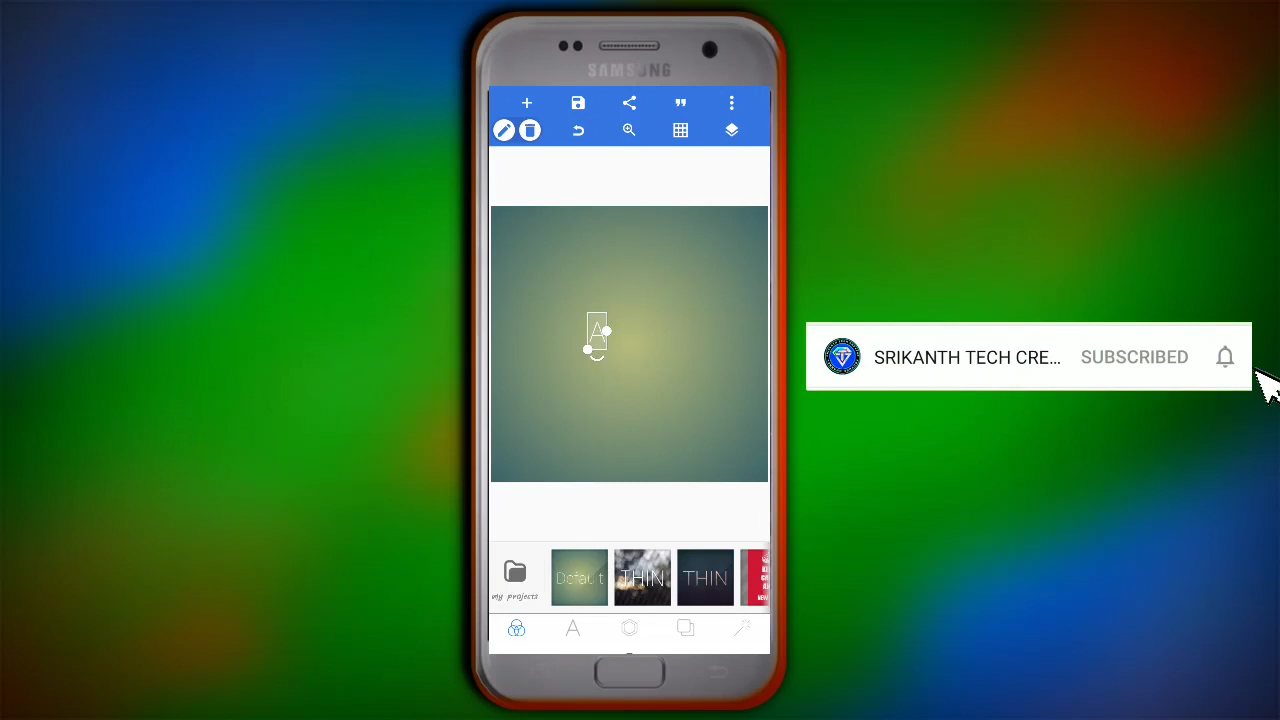 SAMSUNG
A
SRIKANTH TECH CRE... SUBSCRIBED
my projects
Default
THIN
THIN